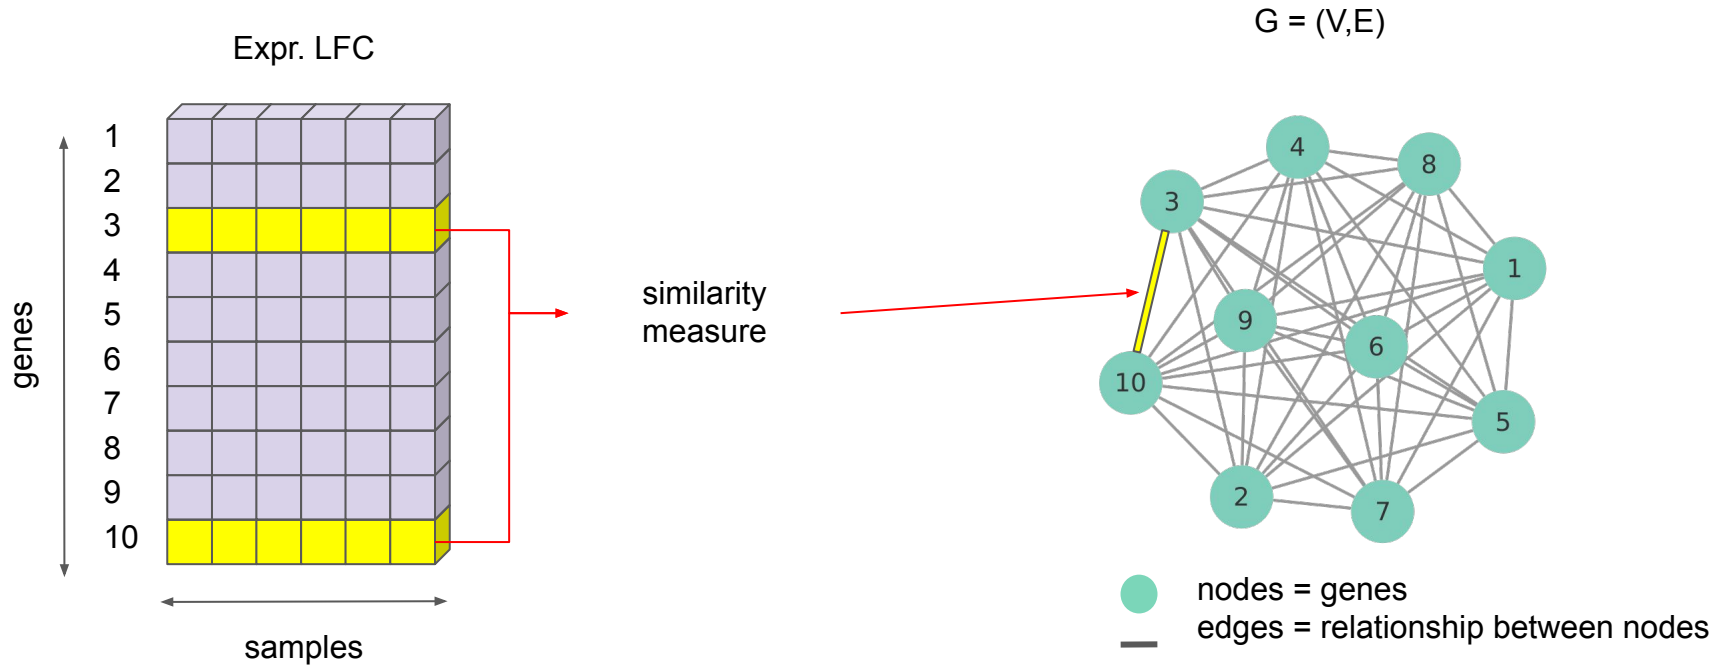 G = (V,E)
Expr. LFC
1
2
3
4
5
6
7
8
9
10
genes
samples
similarity
measure
4
8
3
1
9
6
10
5
2
7
nodes = genes
edges = relationship between nodes